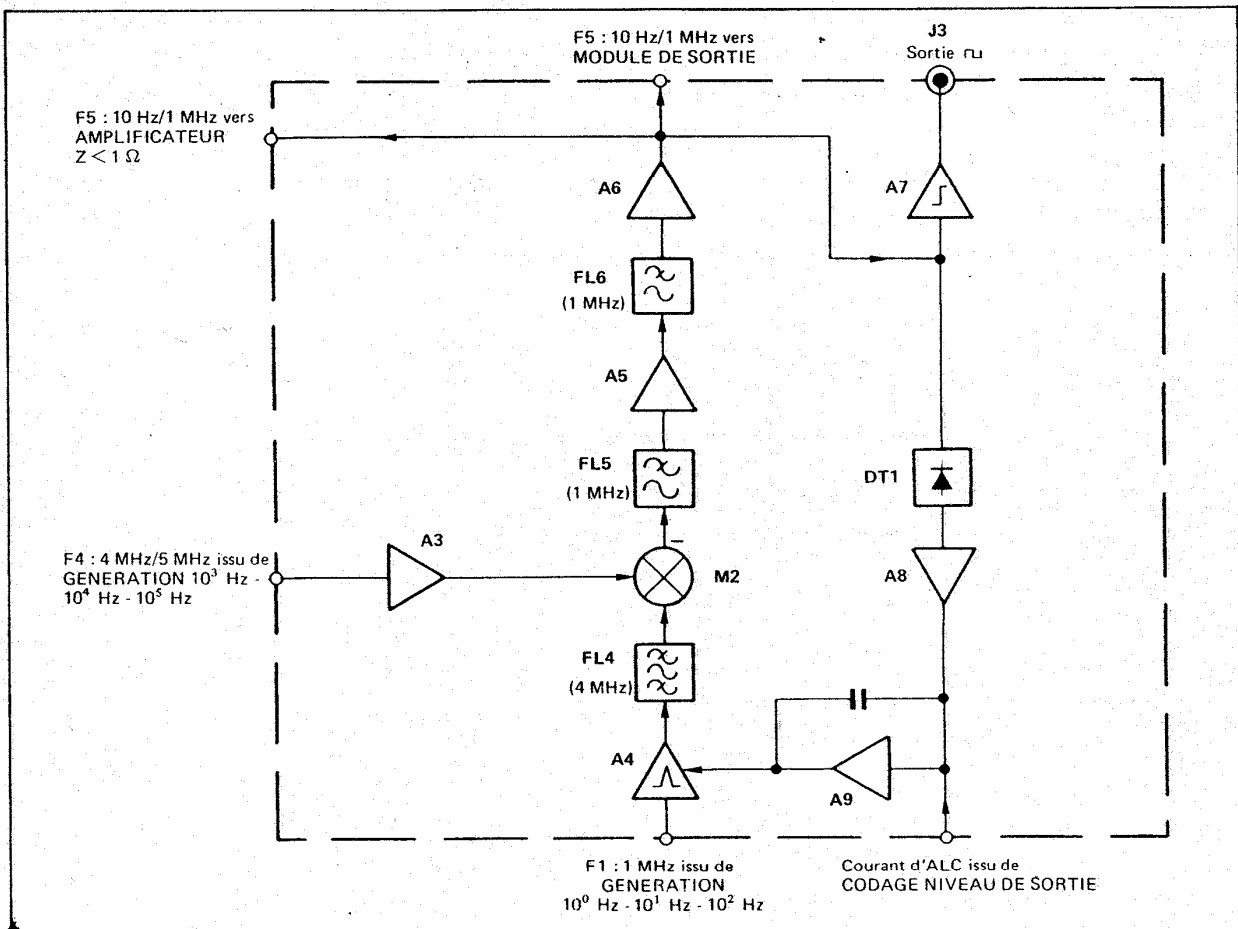 F5 : 10 Hz/1 MHz vers
MODULE DE SORTIE
J3
Sortie ⊓⊔
F5 : 10 Hz/1 MHz vers
AMPLIFICATEUR
Z < 1 Ω
A6
A7
FL6
(1 MHz)
A5
FL5
(1 MHz)
DT1
F4 : 4 MHz/5 MHz issu de
GENERATION 10³ Hz -
10⁴ Hz - 10⁵ Hz
A3
−
M2
A8
FL4
(4 MHz)
A4
A9
F1 : 1 MHz issu de
GENERATION
10⁰ Hz - 10¹ Hz - 10² Hz
Courant d'ALC issu de
CODAGE NIVEAU DE SORTIE